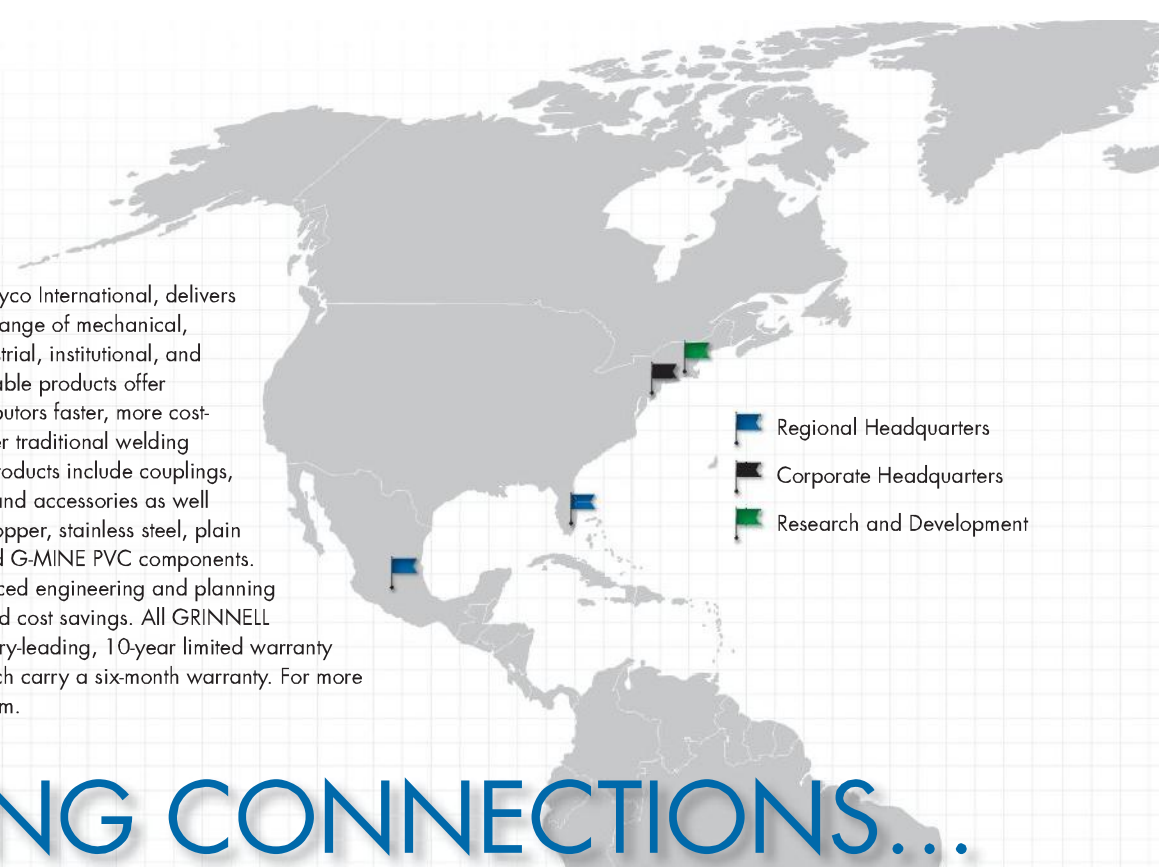 yco International, delivers
ange of mechanical,
trial, institutional, and
able products offer
butors faster, more cost-
er traditional welding
roducts include couplings,
and accessories as well
opper, stainless steel, plain
d G-MINE PVC components.
ced engineering and planning
d cost savings. All GRINNELL
ry-leading, 10-year limited warranty
ch carry a six-month warranty. For more
m.
Regional Headquarters
Corporate Headquarters
Research and Development
NG CONNECTIONS...